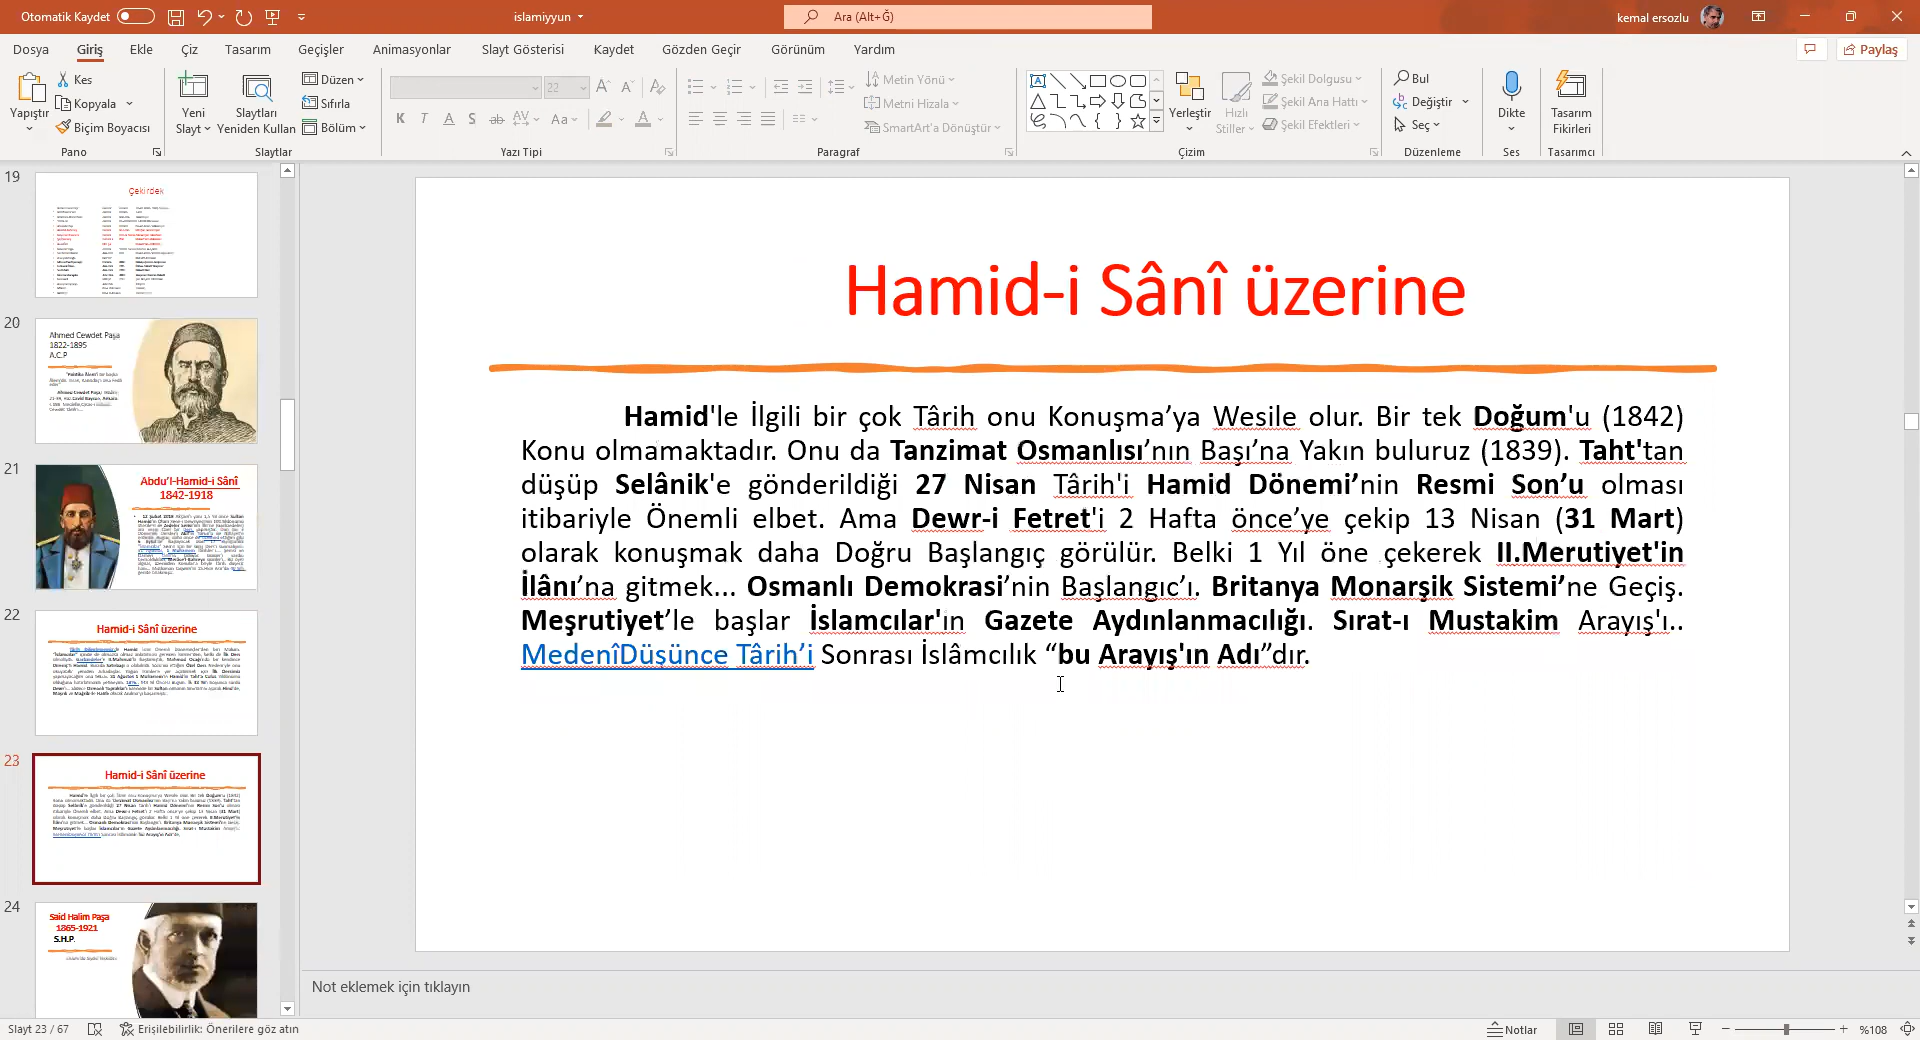 Otomatik Kaydet
islamiyyun
Ara (Alt+Ğ)
kemal ersozlu
Dosya Giriş Ekle Çiz Tasarım Geçişler Animasyonlar Slayt Gösterisi Kaydet Gözden Geçir Görünüm Yardım
Paylaş
Yapıştır
Kes
Kopyala
Biçim Boyacısı
Pano
Yeni Slayt
Slaytları Yeniden Kullan
Düzen
Sıfırla
Bölüm
Slaytlar
22
K T A S ab AV Aa A
Yazı Tipi
Metin Yönü
Metni Hizala
SmartArt'a Dönüştür
Paragraf
Yerleştir
Hızlı Stiller
Şekil Dolgusu
Şekil Ana Hattı
Şekil Efektleri
Çizim
Bul
Değiştir
Seç
Düzenleme
Dikte
Ses
Tasarım Fikirleri
Tasarımcı
19
Çekirdek
20
Ahmed Cewdet Paşa
1822-1895
A.C.P
21
Abdu'l-Hamid-i Sânî
1842-1918
22
Hamid-i Sânî üzerine
23
Hamid-i Sânî üzerine
24
Said Halim Paşa
1865-1921
S.H.P.
Hamid-i Sânî üzerine
Hamid'le İlgili bir çok Târih onu Konuşma’ya Wesile olur. Bir tek Doğum'u (1842)
Konu olmamaktadır. Onu da Tanzimat Osmanlısı’nın Başı’na Yakın buluruz (1839). Taht'tan
düşüp Selânik'e gönderildiği 27 Nisan Târih'i Hamid Dönemi’nin Resmi Son’u olması
itibariyle Önemli elbet. Ama Dewr-i Fetret'i 2 Hafta önce’ye çekip 13 Nisan (31 Mart)
olarak konuşmak daha Doğru Başlangıç görülür. Belki 1 Yıl öne çekerek II.Merutiyet'in
İlânı’na gitmek... Osmanlı Demokrasi’nin Başlangıc’ı. Britanya Monarşik Sistemi’ne Geçiş.
Meşrutiyet’le başlar İslamcılar'in Gazete Aydınlanmacılığı. Sırat-ı Mustakim Arayış'ı..
MedenîDüşünce Târih’i Sonrası İslâmcılık “bu Arayış'ın Adı”dır.
Not eklemek için tıklayın
Slayt 23 / 67
Erişilebilirlik: Önerilere göz atın
Notlar
%108